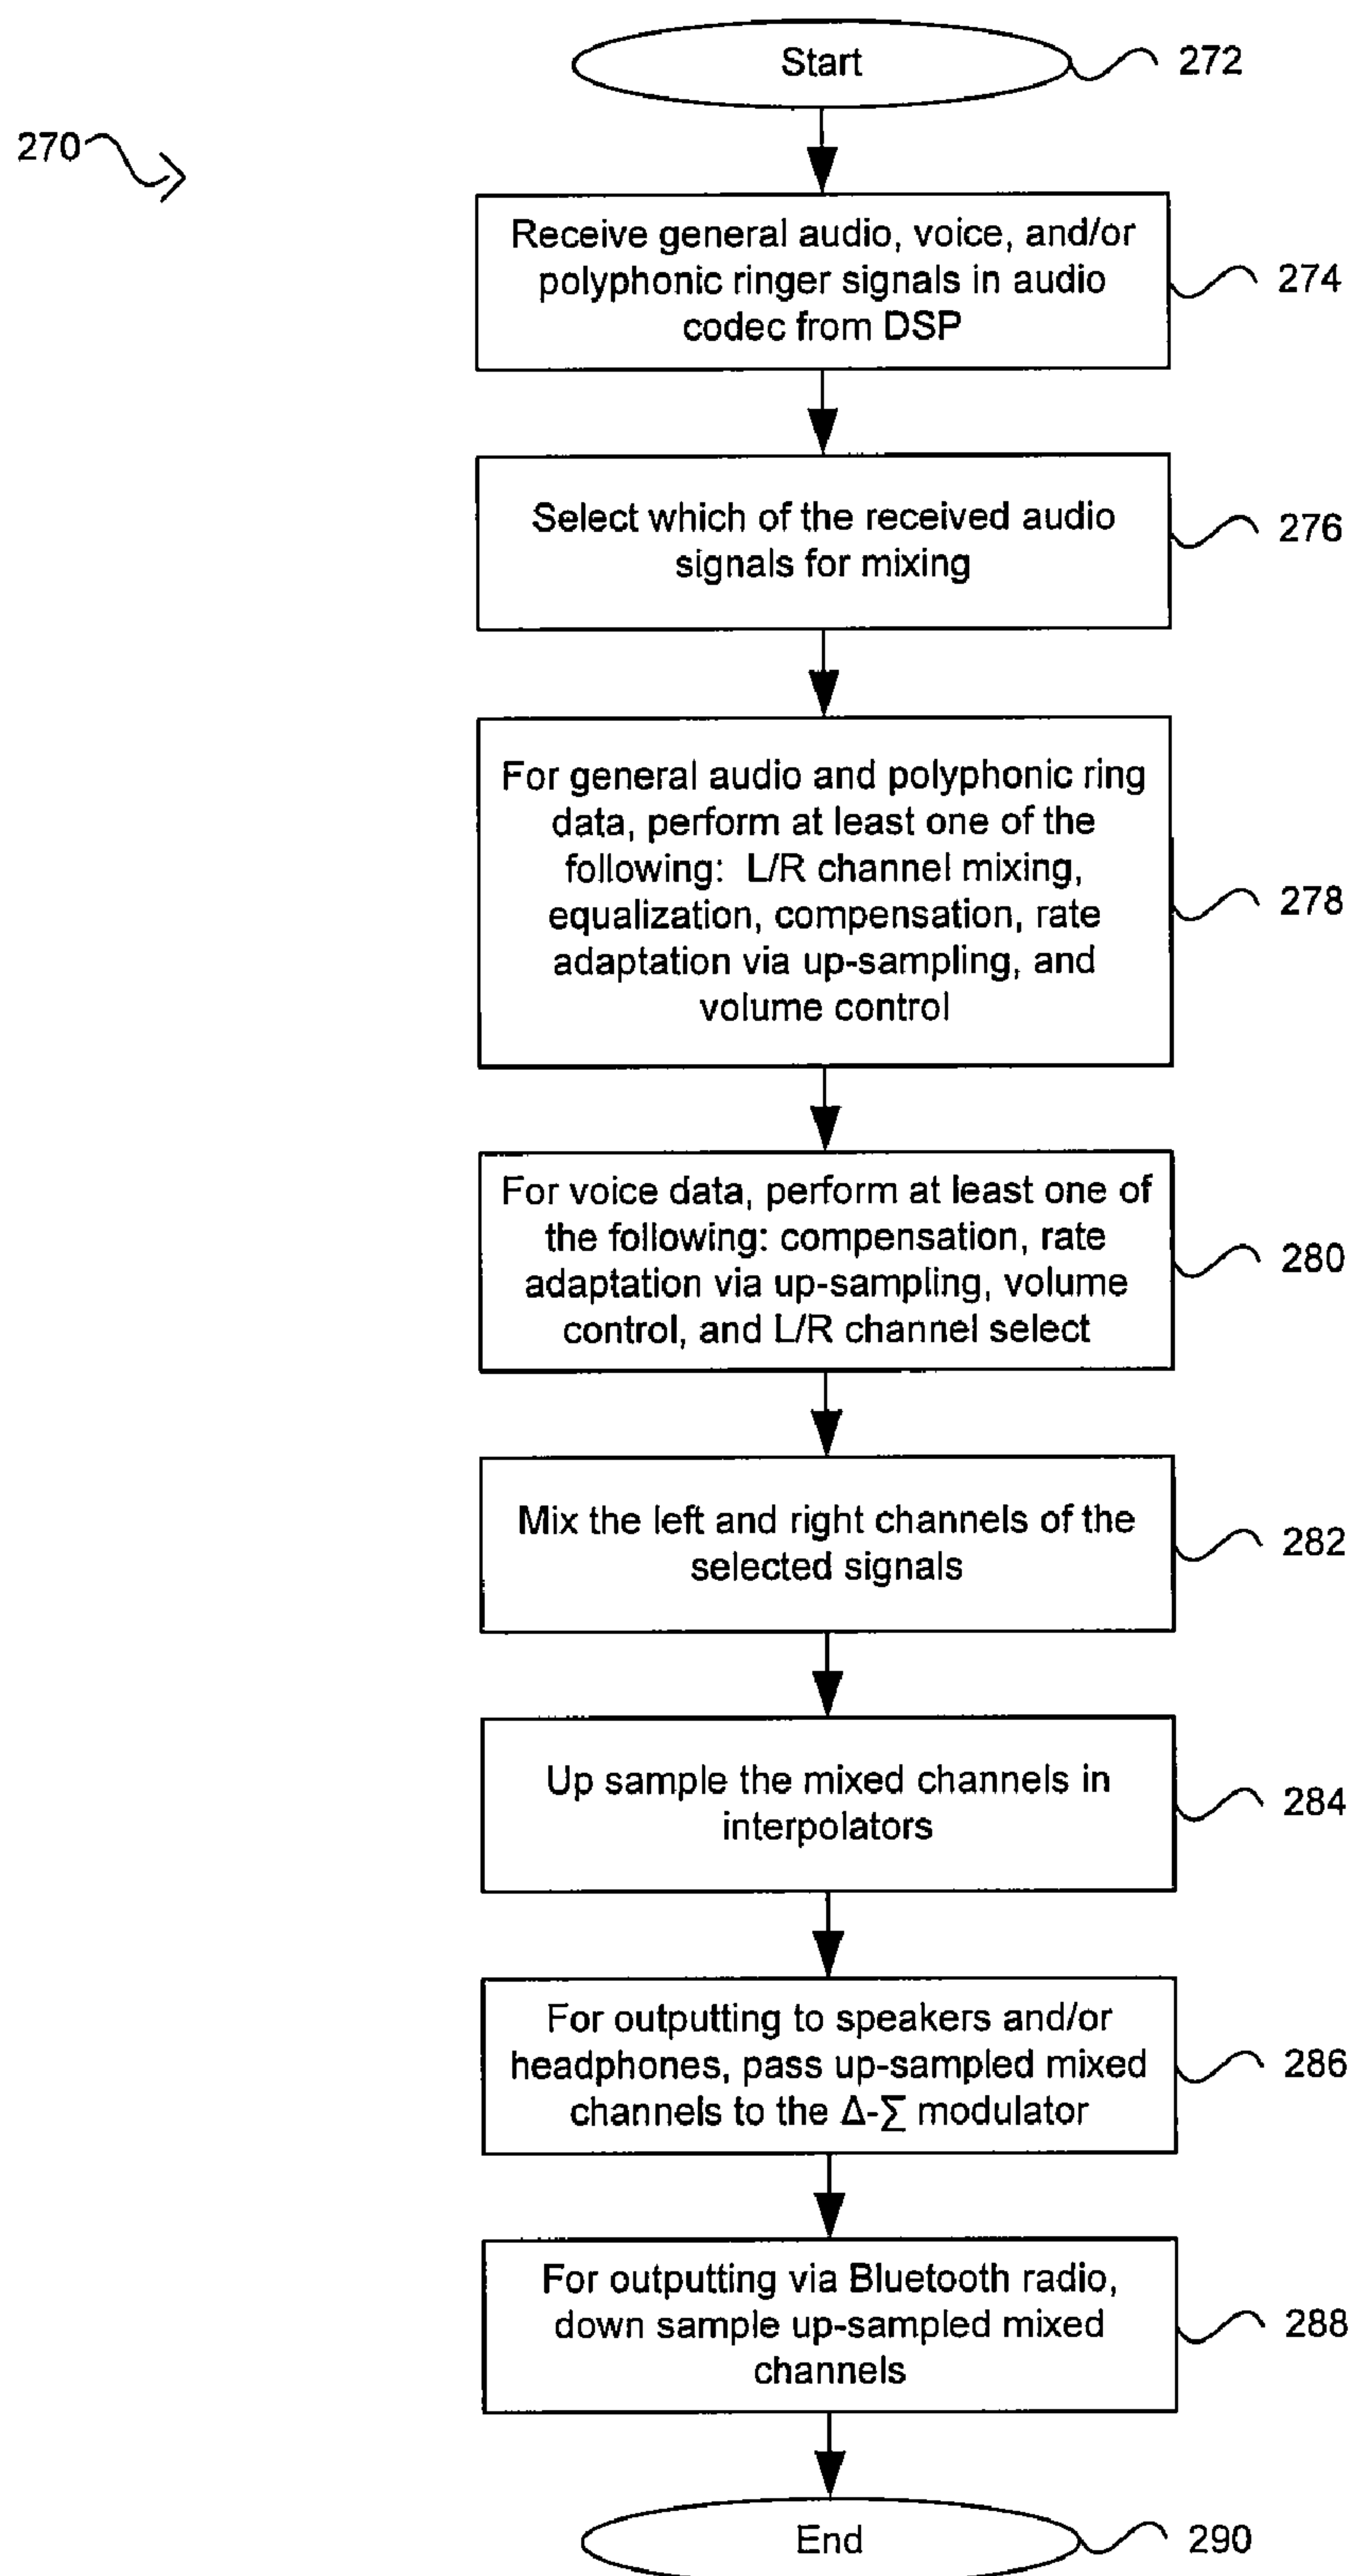 Start
272
270
Receive general audio, voice, and/or
polyphonic ringer signals in audio
codec from DSP
274
Select which of the received audio
signals for mixing
276
For general audio and polyphonic ring
data, perform at least one of the
following: L/R channel mixing,
equalization, compensation, rate
adaptation via up-sampling, and
volume control
278
For voice data, perform at least one of
the following: compensation, rate
adaptation via up-sampling, volume
control, and L/R channel select
280
Mix the left and right channels of the
selected signals
282
Up sample the mixed channels in
interpolators
284
For outputting to speakers and/or
headphones, pass up-sampled mixed
channels to the Δ-∑ modulator
286
For outputting via Bluetooth radio,
down sample up-sampled mixed
channels
288
End
290